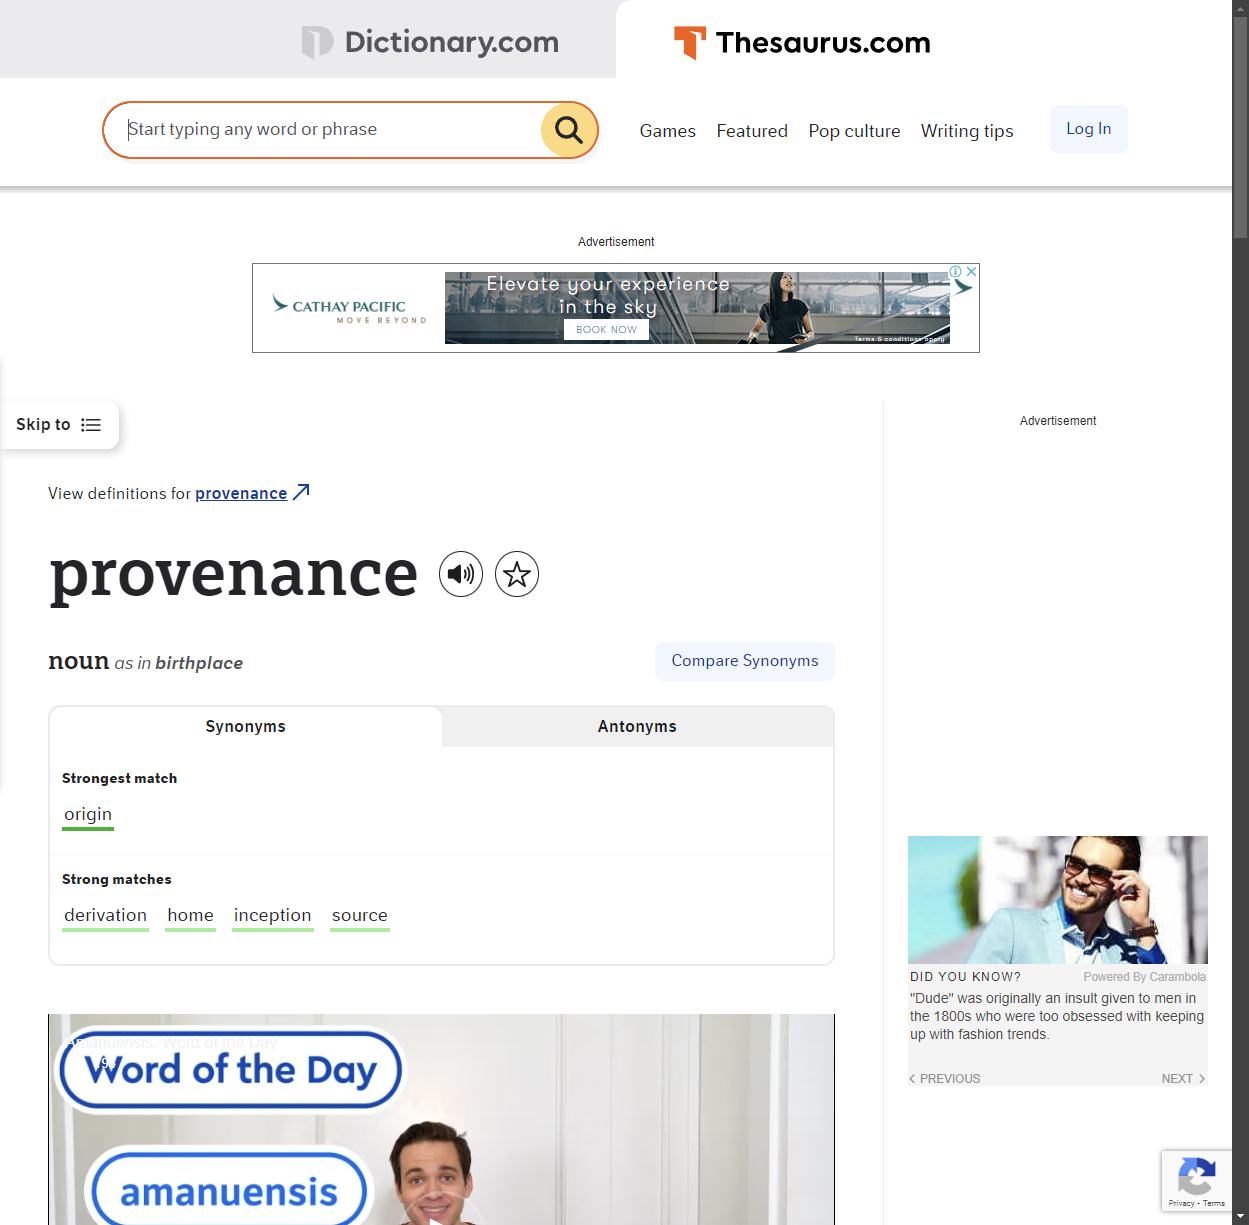 Dictionary.com
Thesaurus.com
Start typing any word or phrase
Games Featured Pop culture Writing tips
Log In
Advertisement
CATHAY PACIFIC
MOVE BEYOND
Elevate your experience
in the sky
BOOK NOW
Terms & conditions apply
Skip to
Advertisement
View definitions for provenance
provenance
noun as in birthplace
Compare Synonyms
Synonyms
Antonyms
Strongest match
origin
Strong matches
derivation home inception source
DID YOU KNOW?
Powered By Carambola
"Dude" was originally an insult given to men in
the 1800s who were too obsessed with keeping
up with fashion trends.
PREVIOUS
NEXT
Amanuensis: Word of the Day
Word of the Day
amanuensis
Privacy - Terms